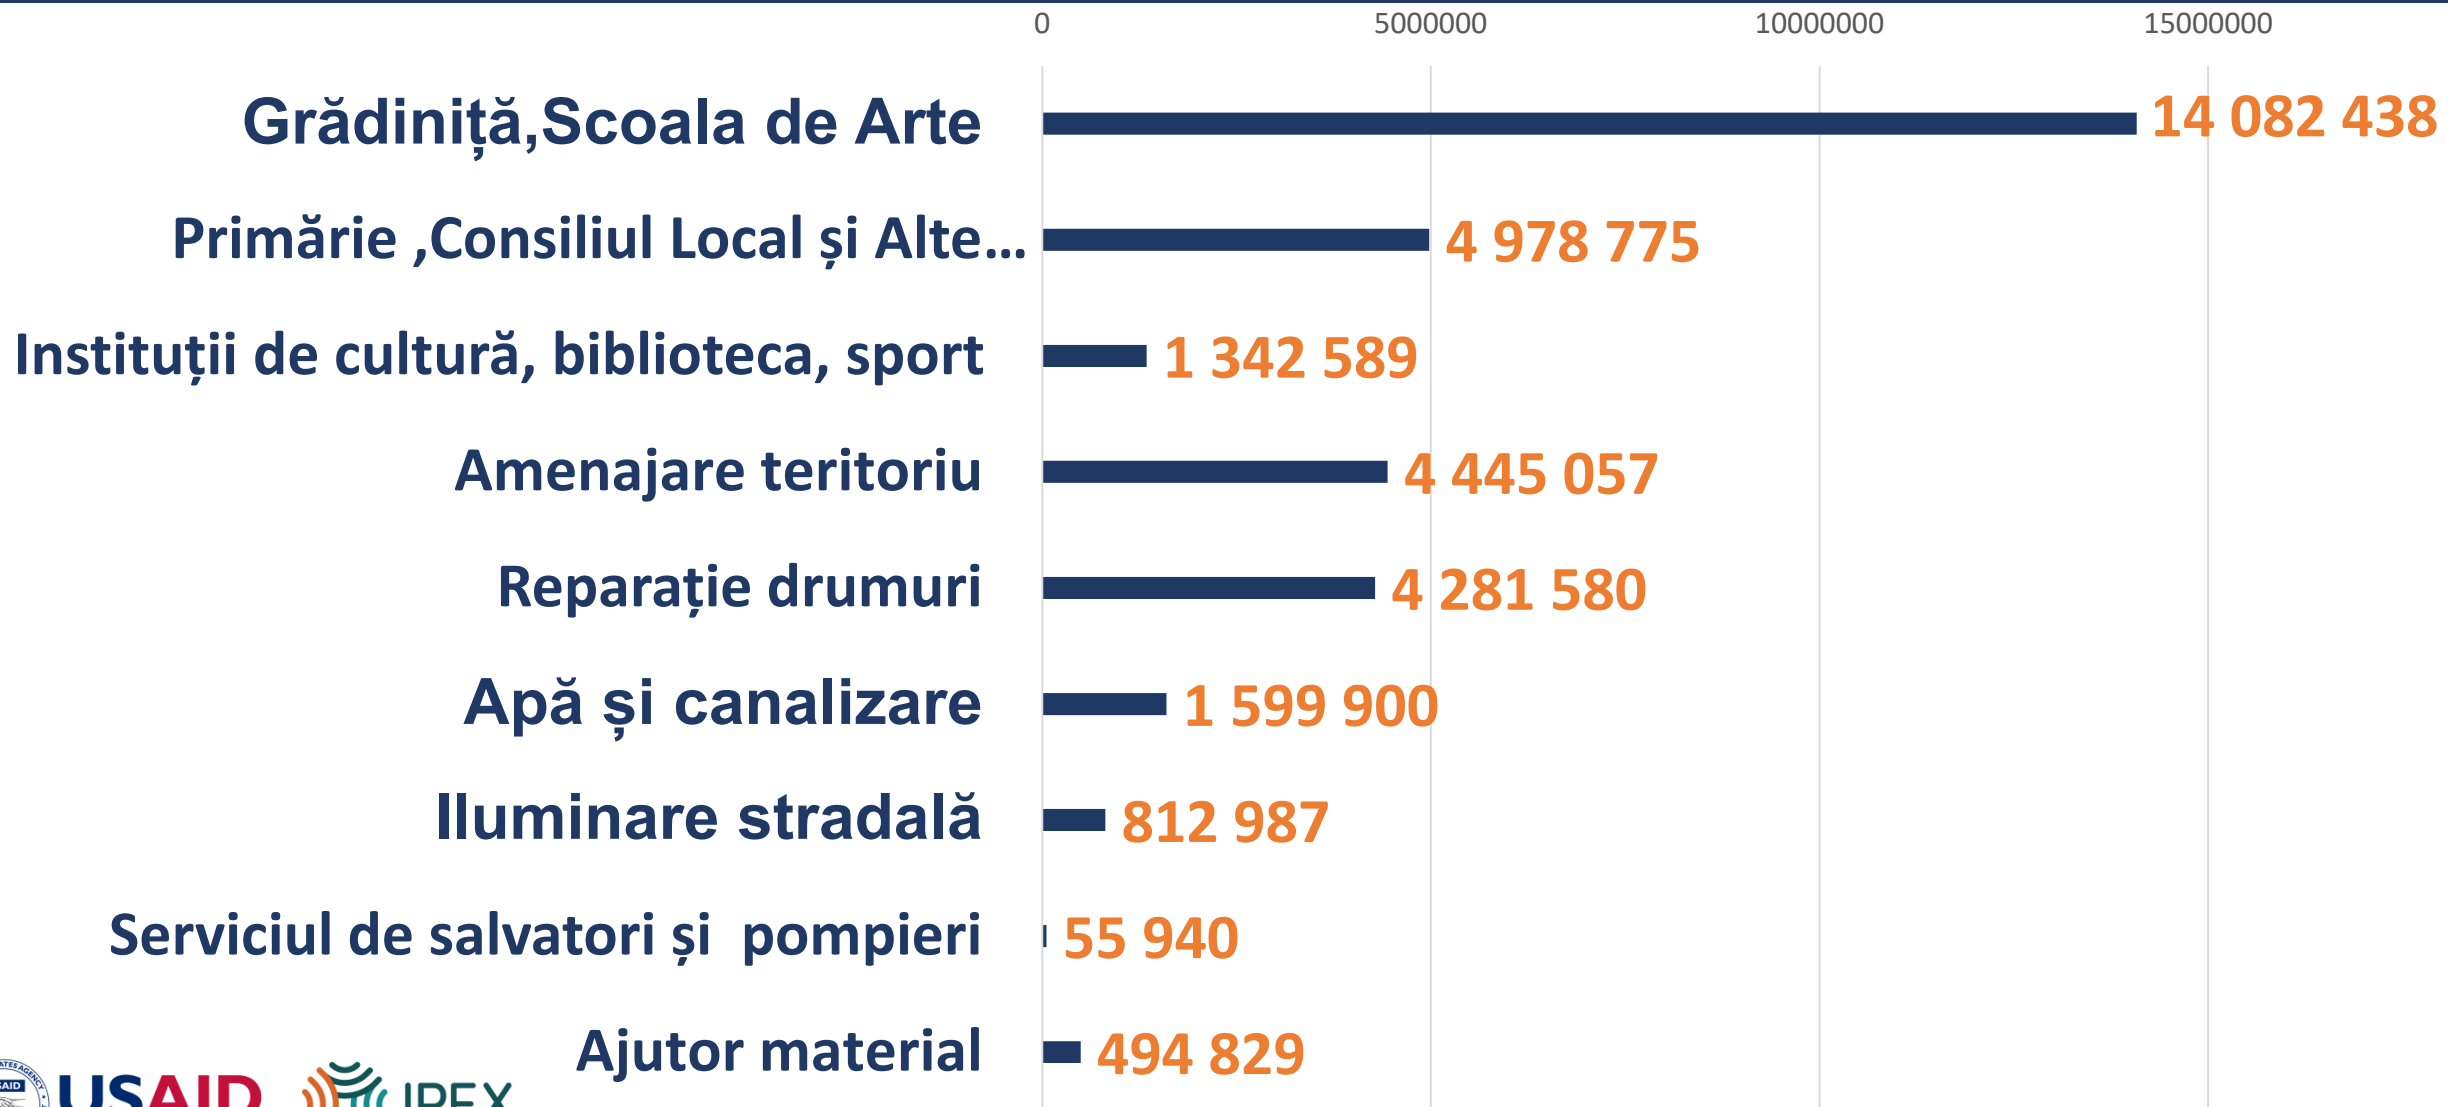 0 5000000 10000000 15000000
Grădiniță,Scoala de Arte 14 082 438
Primărie ,Consiliul Local și Alte... 4 978 775
Instituții de cultură, biblioteca, sport 1 342 589
Amenajare teritoriu 4 445 057
Reparație drumuri 4 281 580
Apă și canalizare 1 599 900
Iluminare stradală 812 987
Serviciul de salvatori și  pompieri 55 940
Ajutor material 494 829
USAID IREX